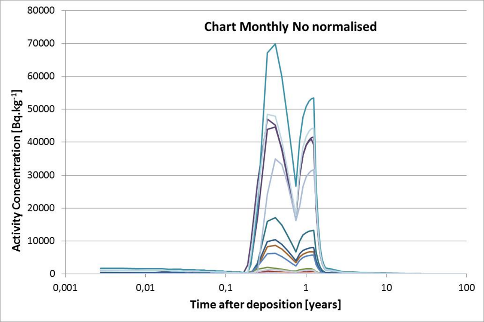 Chart Monthly No normalised
80000
70000
60000
50000
40000
30000
20000
10000
0
Activity Concentration [Bq.kg⁻¹]
0,001 0,01 0,1 1 10 100
Time after deposition [years]